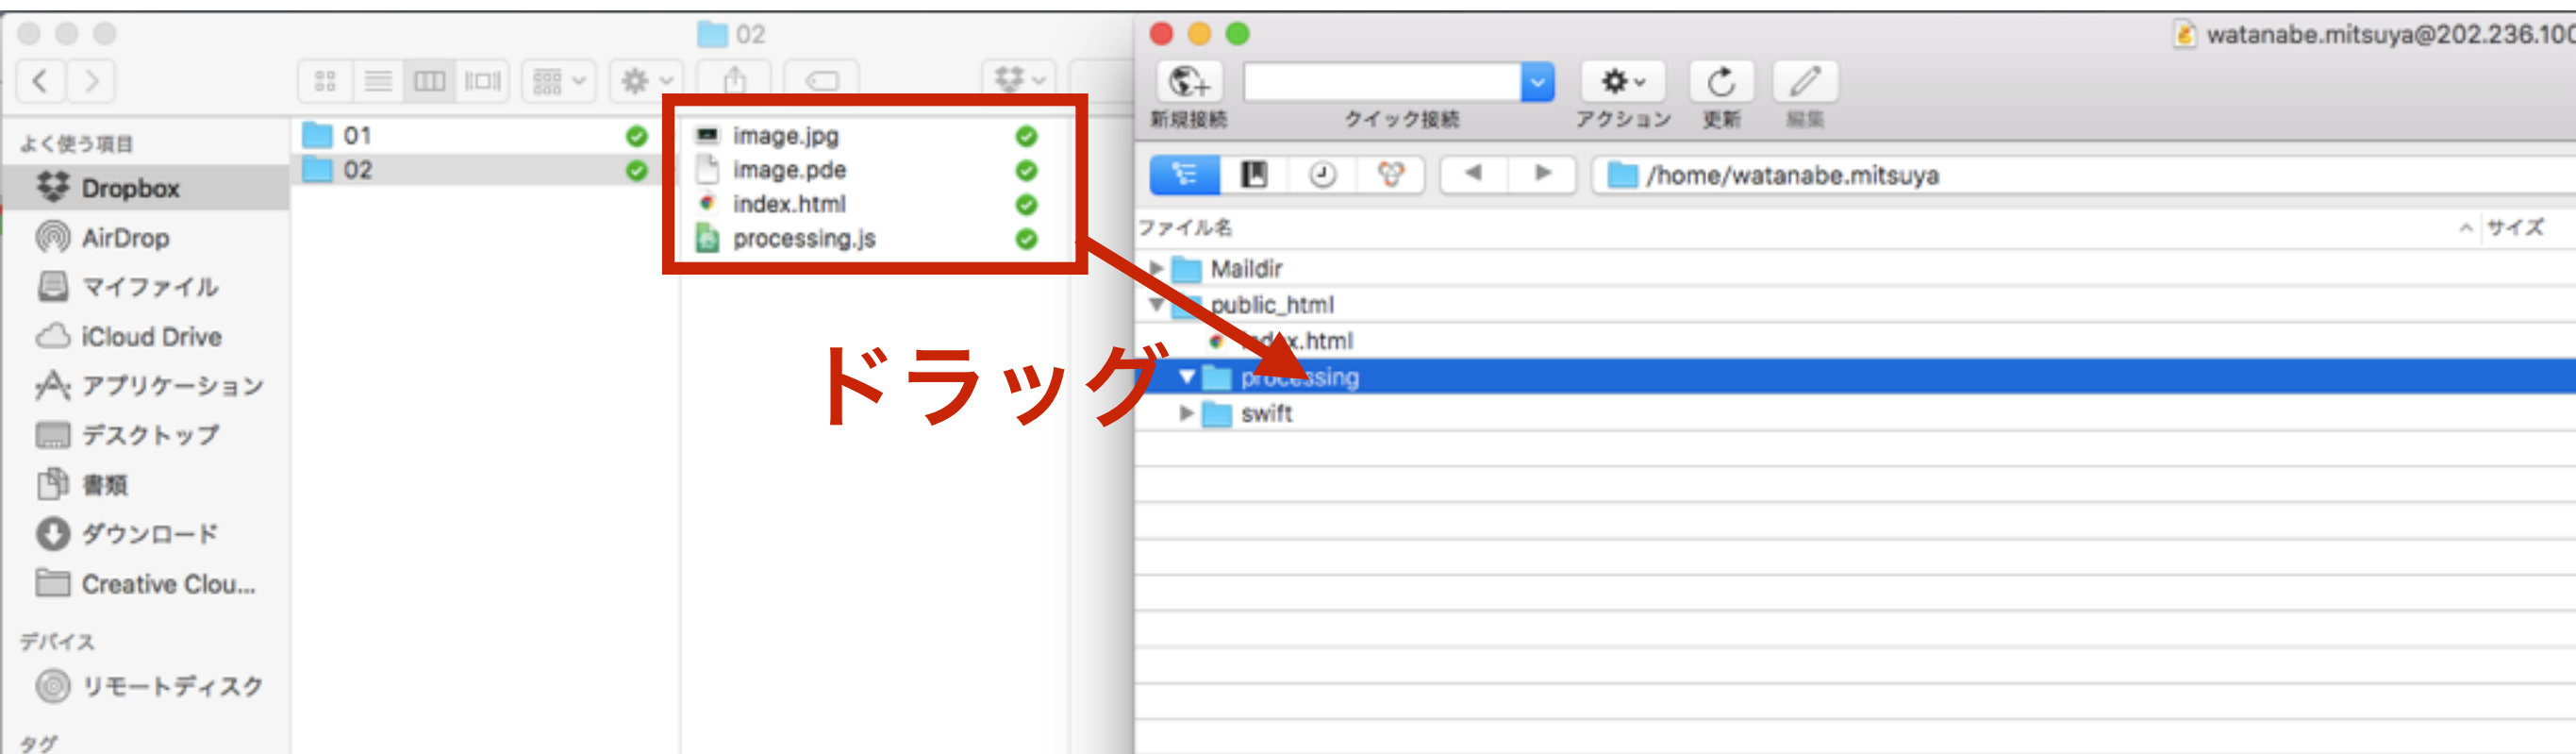 02
よく使う項目
Dropbox
AirDrop
マイファイル
iCloud Drive
アプリケーション
デスクトップ
書類
ダウンロード
Creative Clou...
デバイス
リモートディスク
タグ
01
02
image.jpg
image.pde
index.html
processing.js
ドラッグ
watanabe.mitsuya@202.236.100
新規接続
クイック接続
アクション
更新
編集
/home/watanabe.mitsuya
ファイル名
サイズ
Maildir
public_html
index.html
processing
swift